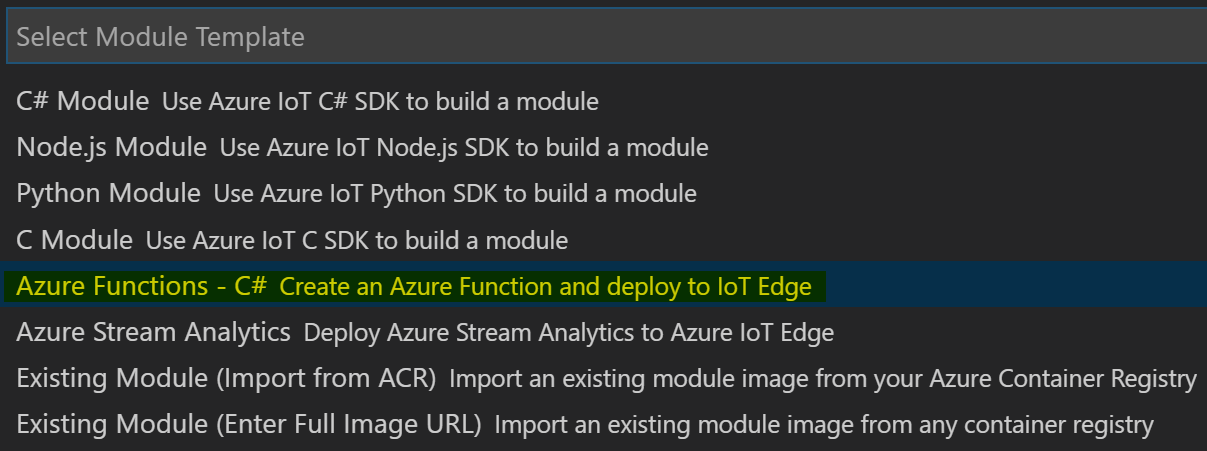 Select Module Template
C# Module Use Azure IoT C# SDK to build a module
Node.js Module Use Azure IoT Node.js SDK to build a module
Python Module Use Azure IoT Python SDK to build a module
C Module Use Azure IoT C SDK to build a module
Azure Functions - C# Create an Azure Function and deploy to IoT Edge
Azure Stream Analytics Deploy Azure Stream Analytics to Azure IoT Edge
Existing Module (Import from ACR) Import an existing module image from your Azure Container Registry
Existing Module (Enter Full Image URL) Import an existing module image from any container registry